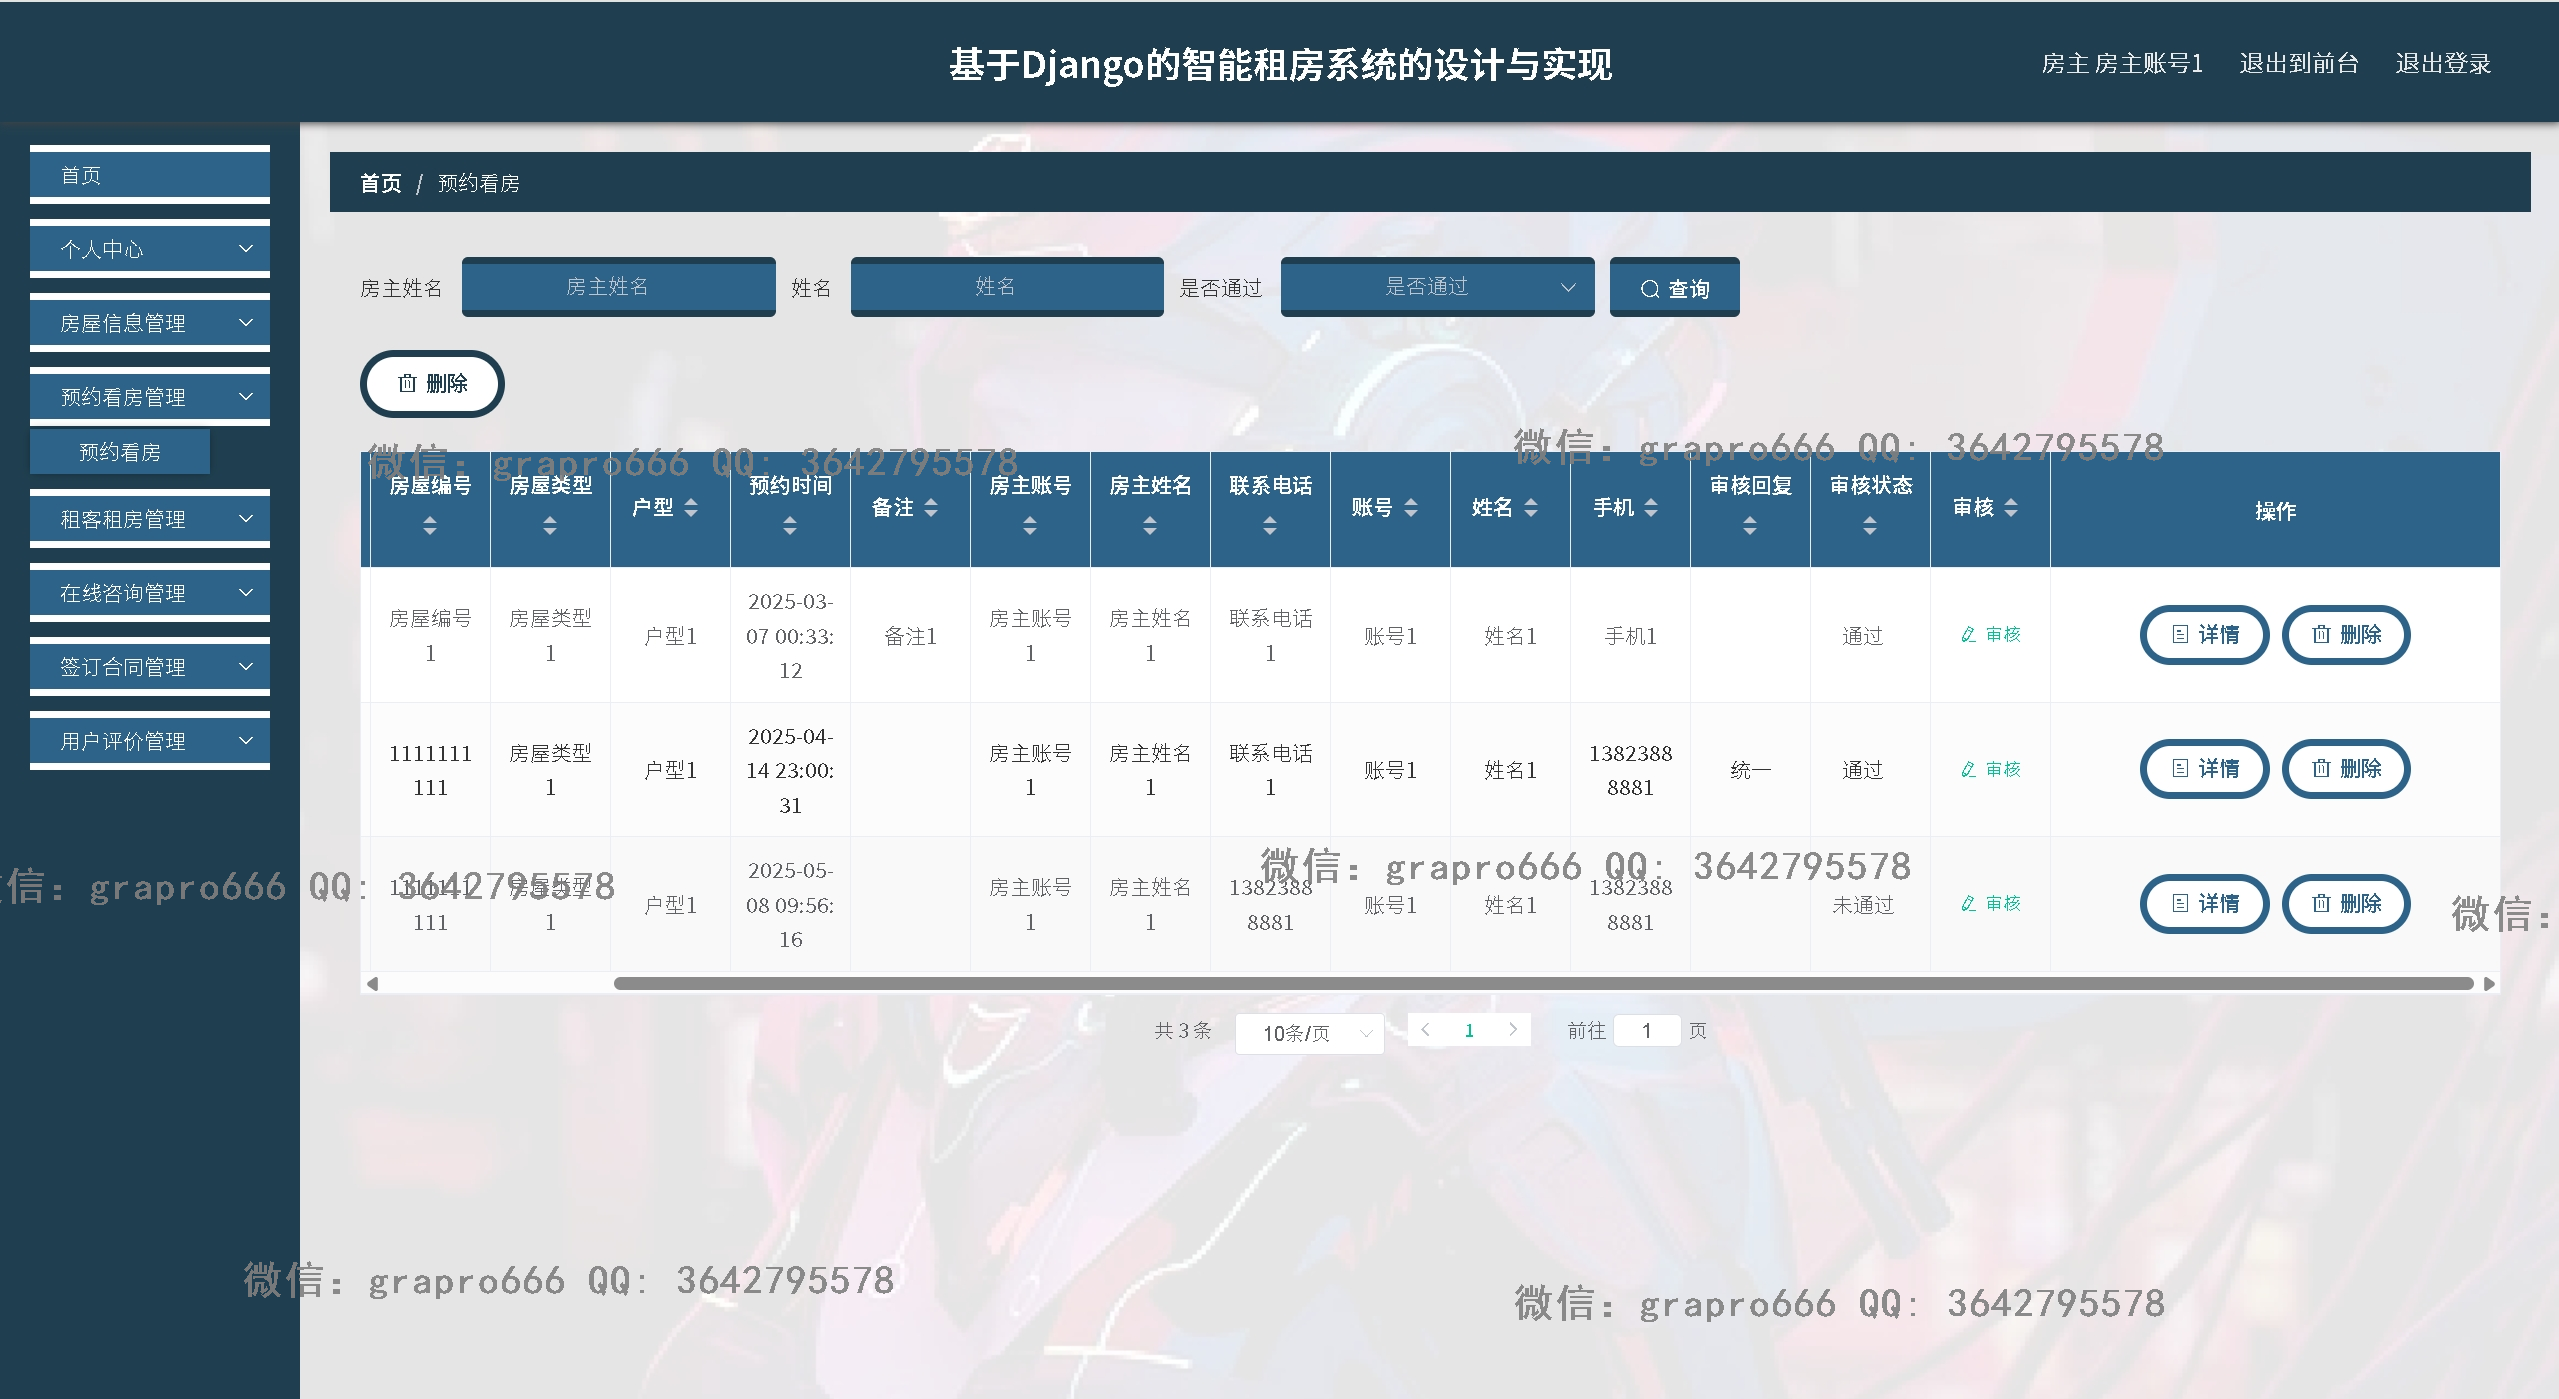 基于Django的智能租房系统的设计与实现
房主 房主账号1 退出到前台 退出登录
首页
个人中心
房屋信息管理
预约看房管理
预约看房
租客租房管理
在线咨询管理
签订合同管理
用户评价管理
首页 / 预约看房
房主姓名 房主姓名 姓名 姓名 是否通过 是否通过 查询
删除
微信：grapro666 QQ: 3642795578
微信：grapro666 QQ: 3642795578
房屋编号 房屋类型 户型 预约时间 备注 房主账号 房主姓名 联系电话 账号 姓名 手机 审核回复 审核状态 审核 操作
房屋编号1 房屋类型1 户型1 2025-03-07 00:33:12 备注1 房主账号1 房主姓名1 联系电话1 账号1 姓名1 手机1 通过 审核 详情 删除
1111111111 房屋类型1 户型1 2025-04-14 23:00:31 房主账号1 房主姓名1 联系电话1 账号1 姓名1 13823888881 统一 通过 审核 详情 删除
1111111111 房屋类型1 户型1 2025-05-08 09:56:16 房主账号1 房主姓名1 13823888881 账号1 姓名1 13823888881 未通过 审核 详情 删除
微信：grapro666 QQ: 3642795578
信：grapro666 QQ: 3642795578
微信：
共 3 条 10条/页 1 前往 1 页
微信：grapro666 QQ: 3642795578
微信：grapro666 QQ: 3642795578